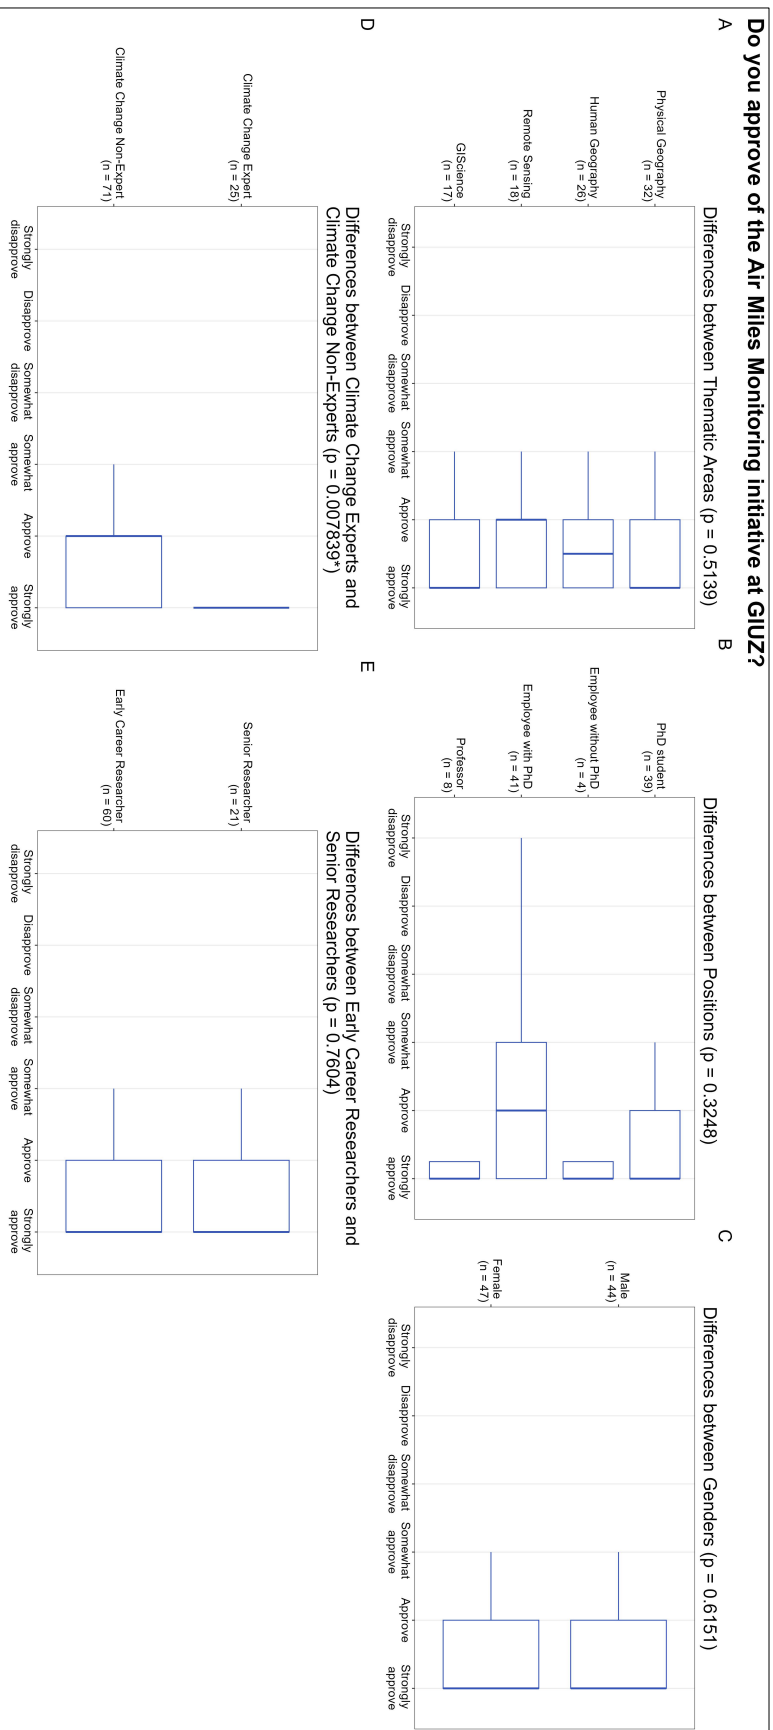 Do you approve of the Air Miles Monitoring initiative at GIUZ?
A
Differences between Thematic Areas (p = 0.5139)
Physical Geography
(n = 32)
Human Geography
(n = 26)
Remote Sensing
(n = 18)
GIScience
(n = 17)
Strongly
disapprove
Disapprove
Somewhat
disapprove
Somewhat
approve
Approve
Strongly
approve
B
Differences between Positions (p = 0.3248)
PhD student
(n = 39)
Employee without PhD
(n = 4)
Employee with PhD
(n = 41)
Professor
(n = 8)
Strongly
disapprove
Disapprove
Somewhat
disapprove
Somewhat
approve
Approve
Strongly
approve
C
Differences between Genders (p = 0.6151)
Male
(n = 44)
Female
(n = 47)
Strongly
disapprove
Disapprove
Somewhat
disapprove
Somewhat
approve
Approve
Strongly
approve
D
Differences between Climate Change Experts and
Climate Change Non-Experts (p = 0.007839*)
Climate Change Expert
(n = 25)
Climate Change Non-Expert
(n = 71)
Strongly
disapprove
Disapprove
Somewhat
disapprove
Somewhat
approve
Approve
Strongly
approve
E
Differences between Early Career Researchers and
Senior Researchers (p = 0.7604)
Senior Researcher
(n = 21)
Early Career Researcher
(n = 60)
Strongly
disapprove
Disapprove
Somewhat
disapprove
Somewhat
approve
Approve
Strongly
approve